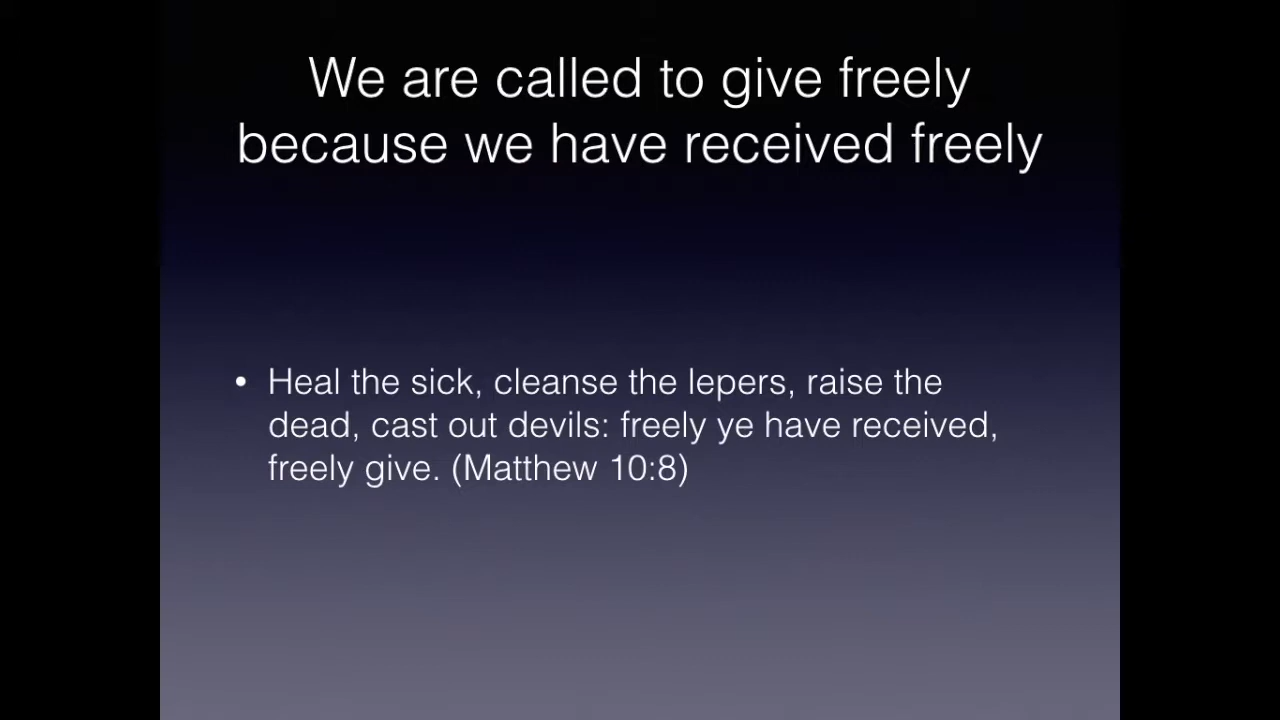 We are called to give freely
because we have received freely
• Heal the sick, cleanse the lepers, raise the
dead, cast out devils: freely ye have received,
freely give. (Matthew 10:8)